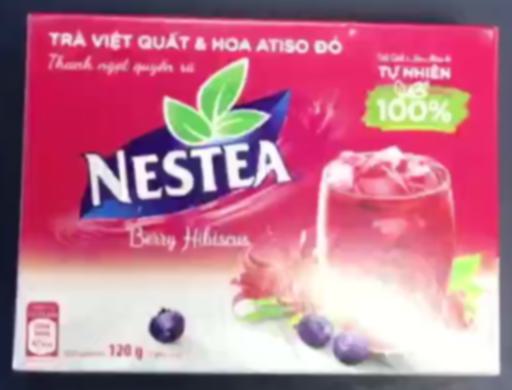 TRÀ VIỆT QUẤT & HOA ATISO ĐỎ
Thanh ngọt quyến rũ
TỰ NHIÊN
100%
NESTEA
Berry Hibiscus
120 g